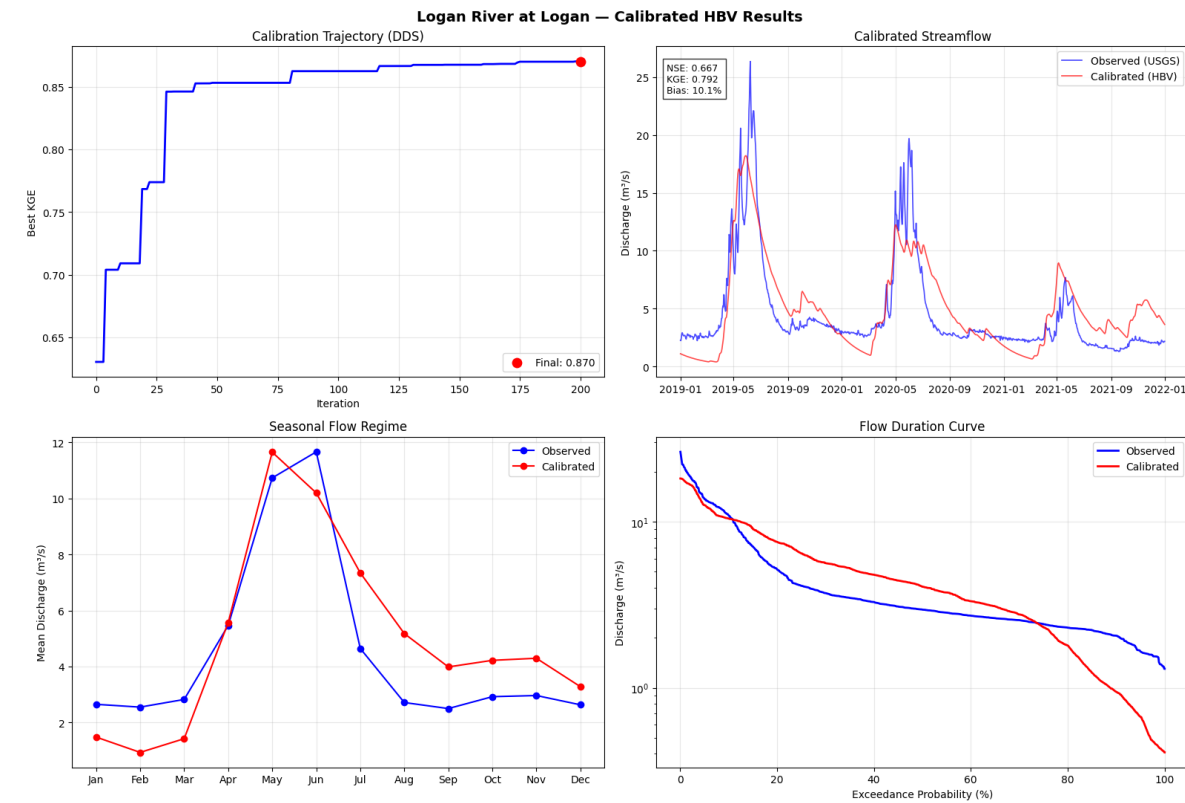 Logan River at Logan — Calibrated HBV Results
Calibration Trajectory (DDS)
Best KGE
0.85
0.80
0.75
0.70
0.65
0 25 50 75 100 125 150 175 200
Iteration
Final: 0.870
Calibrated Streamflow
Discharge (m³/s)
25
20
15
10
5
0
NSE: 0.667
KGE: 0.792
Bias: 10.1%
Observed (USGS)
Calibrated (HBV)
2019-01 2019-05 2019-09 2020-01 2020-05 2020-09 2021-01 2021-05 2021-09 2022-01
Seasonal Flow Regime
Mean Discharge (m³/s)
12
10
8
6
4
2
Observed
Calibrated
Jan Feb Mar Apr May Jun Jul Aug Sep Oct Nov Dec
Flow Duration Curve
Discharge (m³/s)
10¹
10⁰
Observed
Calibrated
0 20 40 60 80 100
Exceedance Probability (%)